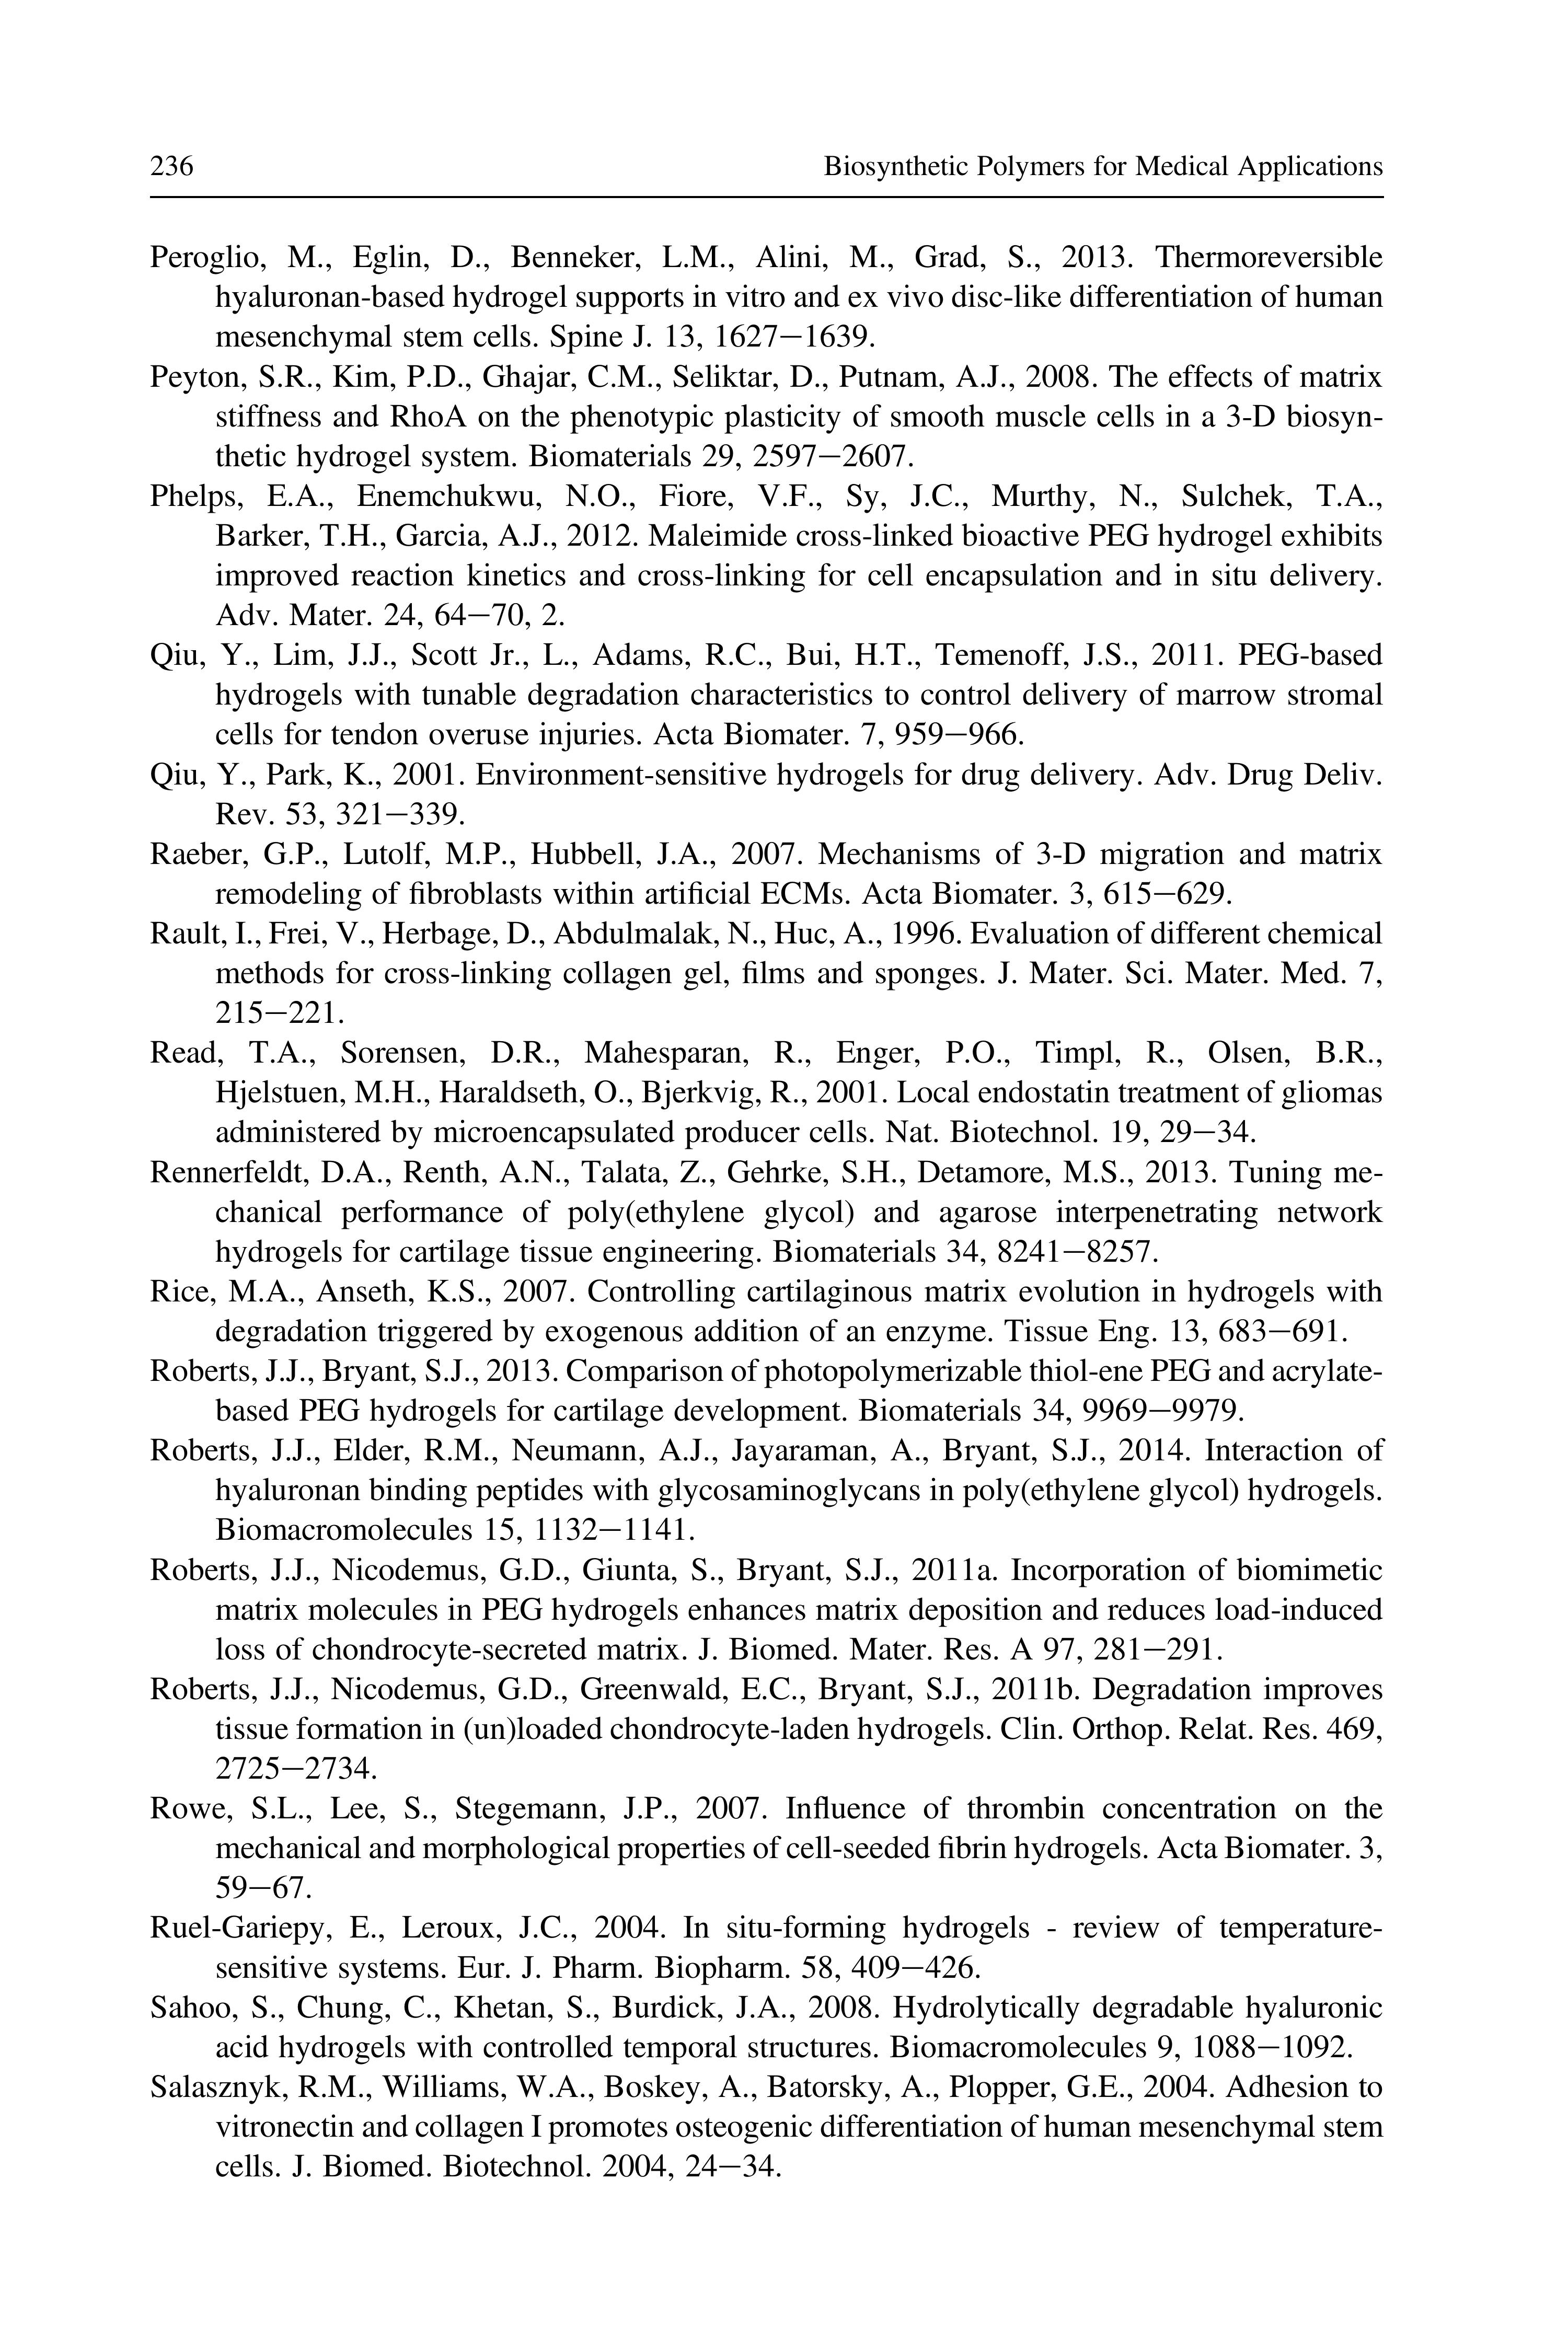 236 Biosynthetic Polymers for Medical Applications
Peroglio, M., Eglin, D., Benneker, L.M., Alini, M., Grad, S., 2013. Thermoreversible
hyaluronan-based hydrogel supports in vitro and ex vivo disc-like differentiation of human
mesenchymal stem cells. Spine J. 13, 1627—1639.
Peyton, S.R., Kim, P.D., Ghajar, C.M., Seliktar, D., Putnam, A.J., 2008. The effects of matrix
stiffness and RhoA on the phenotypic plasticity of smooth muscle cells in a 3-D biosyn-
thetic hydrogel system. Biomaterials 29, 2597—2607.
Phelps, E.A., Enemchukwu, N.O., Fiore, V.F., Sy, J.C., Murthy, N., Sulchek, T.A.,
Barker, T.H., Garcia, A.J., 2012. Maleimide cross-linked bioactive PEG hydrogel exhibits
improved reaction kinetics and cross-linking for cell encapsulation and in situ delivery.
Adv. Mater. 24, 64—70, 2.
Qiu, Y., Lim, J.J., Scott Jr., L., Adams, R.C., Bui, H.T., Temenoff, J.S., 2011. PEG-based
hydrogels with tunable degradation characteristics to control delivery of marrow stromal
cells for tendon overuse injuries. Acta Biomater. 7, 959—966.
Qiu, Y., Park, K., 2001. Environment-sensitive hydrogels for drug delivery. Adv. Drug Deliv.
Rev. 53, 321—339.
Raeber, G.P., Lutolf, M.P., Hubbell, J.A., 2007. Mechanisms of 3-D migration and matrix
remodeling of fibroblasts within artificial ECMs. Acta Biomater. 3, 615—629.
Rault, I., Frei, V., Herbage, D., Abdulmalak, N., Huc, A., 1996. Evaluation of different chemical
methods for cross-linking collagen gel, films and sponges. J. Mater. Sci. Mater. Med. 7,
215—221.
Read, T.A., Sorensen, D.R., Mahesparan, R., Enger, P.O., Timpl, R., Olsen, B.R.,
Hjelstuen, M.H., Haraldseth, O., Bjerkvig, R., 2001. Local endostatin treatment of gliomas
administered by microencapsulated producer cells. Nat. Biotechnol. 19, 29—34.
Rennerfeldt, D.A., Renth, A.N., Talata, Z., Gehrke, S.H., Detamore, M.S., 2013. Tuning me-
chanical performance of poly(ethylene glycol) and agarose interpenetrating network
hydrogels for cartilage tissue engineering. Biomaterials 34, 8241—8257.
Rice, M.A., Anseth, K.S., 2007. Controlling cartilaginous matrix evolution in hydrogels with
degradation triggered by exogenous addition of an enzyme. Tissue Eng. 13, 683—691.
Roberts, J.J., Bryant, S.J., 2013. Comparison of photopolymerizable thiol-ene PEG and acrylate-
based PEG hydrogels for cartilage development. Biomaterials 34, 9969—9979.
Roberts, J.J., Elder, R.M., Neumann, A.J., Jayaraman, A., Bryant, S.J., 2014. Interaction of
hyaluronan binding peptides with glycosaminoglycans in poly(ethylene glycol) hydrogels.
Biomacromolecules 15, 1132—1141.
Roberts, J.J., Nicodemus, G.D., Giunta, S., Bryant, S.J., 2011a. Incorporation of biomimetic
matrix molecules in PEG hydrogels enhances matrix deposition and reduces load-induced
loss of chondrocyte-secreted matrix. J. Biomed. Mater. Res. A 97, 281—291.
Roberts, J.J., Nicodemus, G.D., Greenwald, E.C., Bryant, S.J., 2011b. Degradation improves
tissue formation in (un)loaded chondrocyte-laden hydrogels. Clin. Orthop. Relat. Res. 469,
2725—2734.
Rowe, S.L., Lee, S., Stegemann, J.P., 2007. Influence of thrombin concentration on the
mechanical and morphological properties of cell-seeded fibrin hydrogels. Acta Biomater. 3,
59—67.
Ruel-Gariepy, E., Leroux, J.C., 2004. In situ-forming hydrogels - review of temperature-
sensitive systems. Eur. J. Pharm. Biopharm. 58, 409—426.
Sahoo, S., Chung, C., Khetan, S., Burdick, J.A., 2008. Hydrolytically degradable hyaluronic
acid hydrogels with controlled temporal structures. Biomacromolecules 9, 1088—1092.
Salasznyk, R.M., Williams, W.A., Boskey, A., Batorsky, A., Plopper, G.E., 2004. Adhesion to
vitronectin and collagen I promotes osteogenic differentiation of human mesenchymal stem
cells. J. Biomed. Biotechnol. 2004, 24—34.